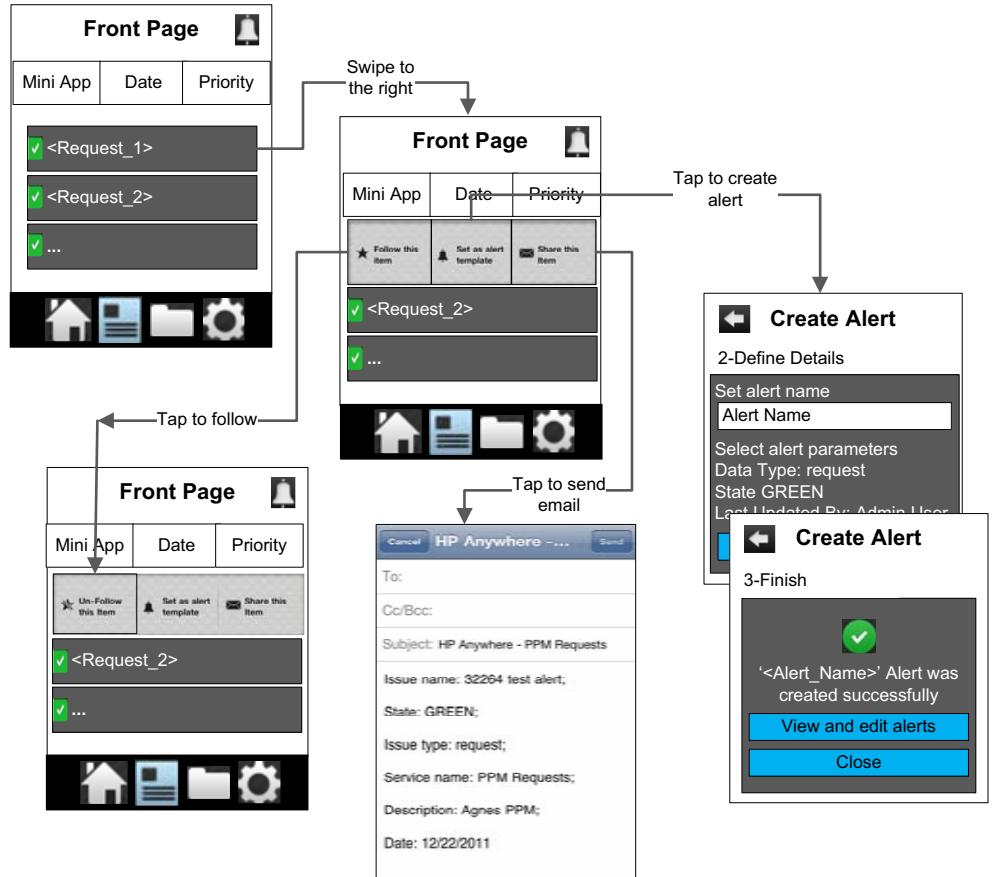 Front Page
Mini App Date Priority
<Request_1>
<Request_2>
...
Swipe to
the right
Front Page
Mini App Date Priority
Follow this
item
Set as alert
template
Share this
Item
<Request_2>
...
Tap to create
alert
Create Alert
2-Define Details
Set alert name
Alert Name
Select alert parameters
Data Type: request
State GREEN
Last Updated By: Admin User
Create Alert
3-Finish
'<Alert_Name>' Alert was
created successfully
View and edit alerts
Close
Tap to follow
Front Page
Mini App Date Priority
Un-Follow
this Item
Set as alert
template
Share this
Item
<Request_2>
...
Tap to send
email
Cancel HP Anywhere -... Send
To:
Cc/Bcc:
Subject: HP Anywhere - PPM Requests
Issue name: 32264 test alert;
State: GREEN;
Issue type: request;
Service name: PPM Requests;
Description: Agnes PPM;
Date: 12/22/2011